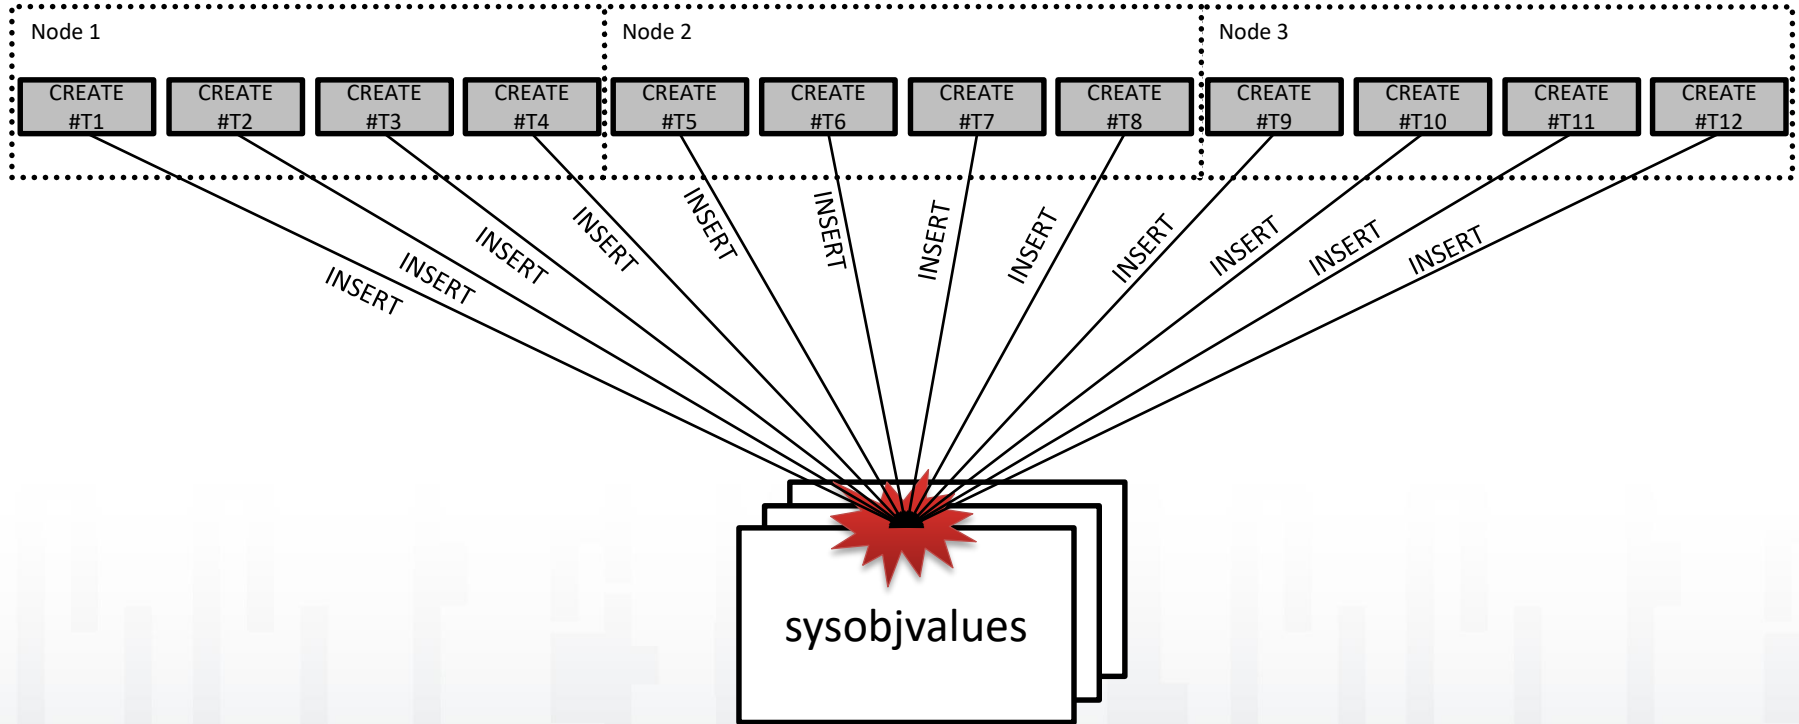 Node 1
Node 2
Node 3
CREATE
#T1
CREATE
#T2
CREATE
#T3
CREATE
#T4
CREATE
#T5
CREATE
#T6
CREATE
#T7
CREATE
#T8
CREATE
#T9
CREATE
#T10
CREATE
#T11
CREATE
#T12
INSERT
INSERT
INSERT
INSERT
INSERT
INSERT
INSERT
INSERT
INSERT
INSERT
INSERT
INSERT
sysobjvalues